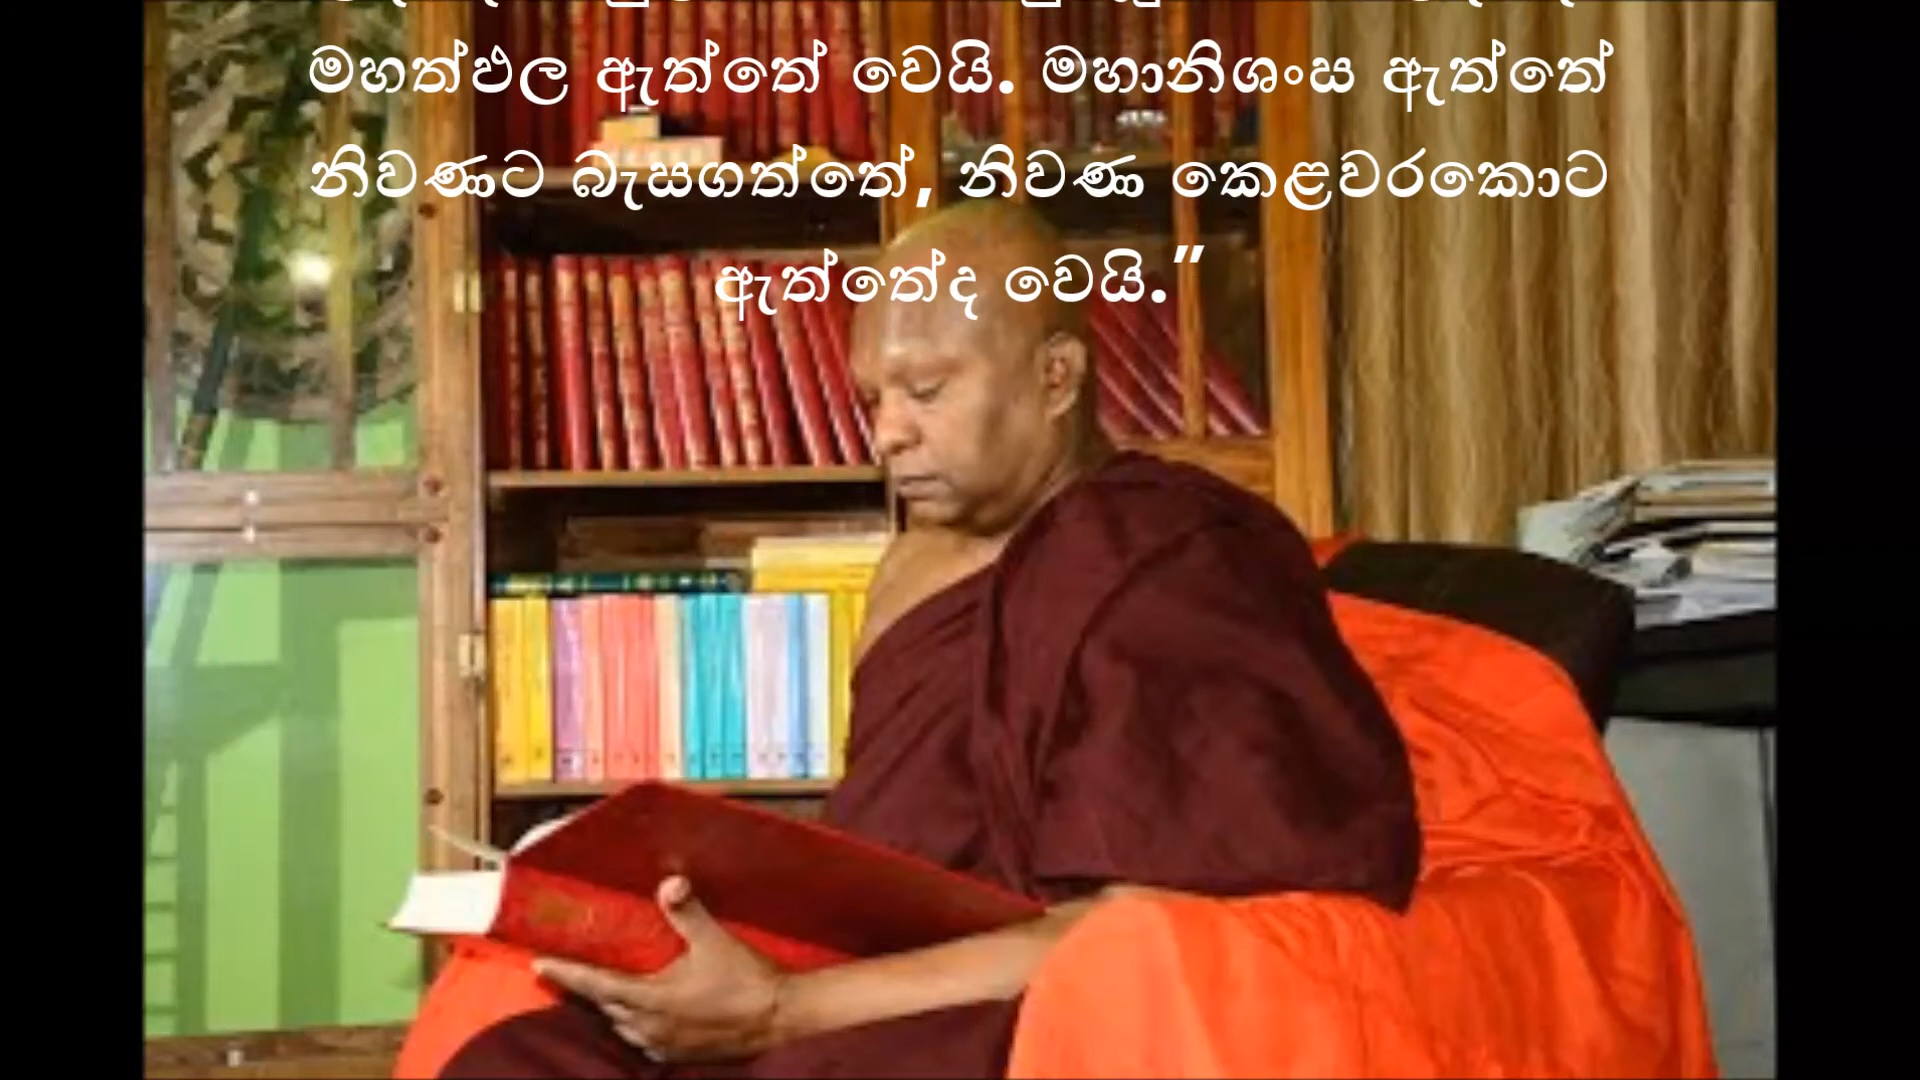 මහත්ඵල ඇත්තේ වෙයි. මහානිශංස ඇත්තේ
නිවණට බැසගත්තේ, නිවණ කෙළවරකොට
ඇත්තේද වෙයි.”